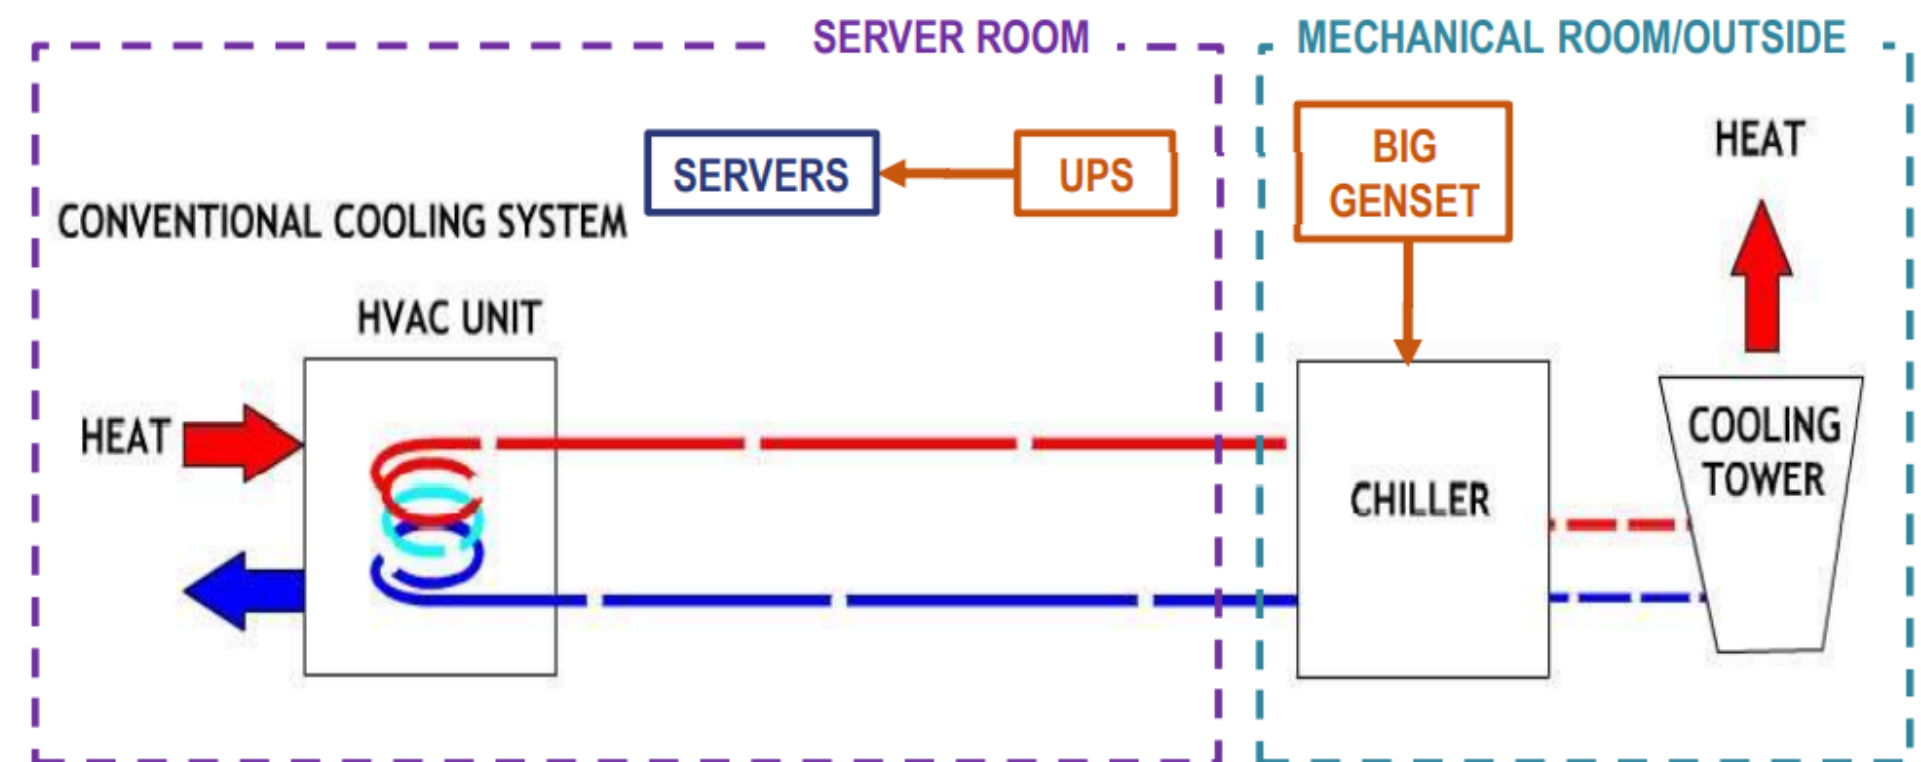 SERVER ROOM
MECHANICAL ROOM/OUTSIDE
SERVERS
UPS
BIG
GENSET
HEAT
CONVENTIONAL COOLING SYSTEM
HVAC UNIT
HEAT
CHILLER
COOLING
TOWER